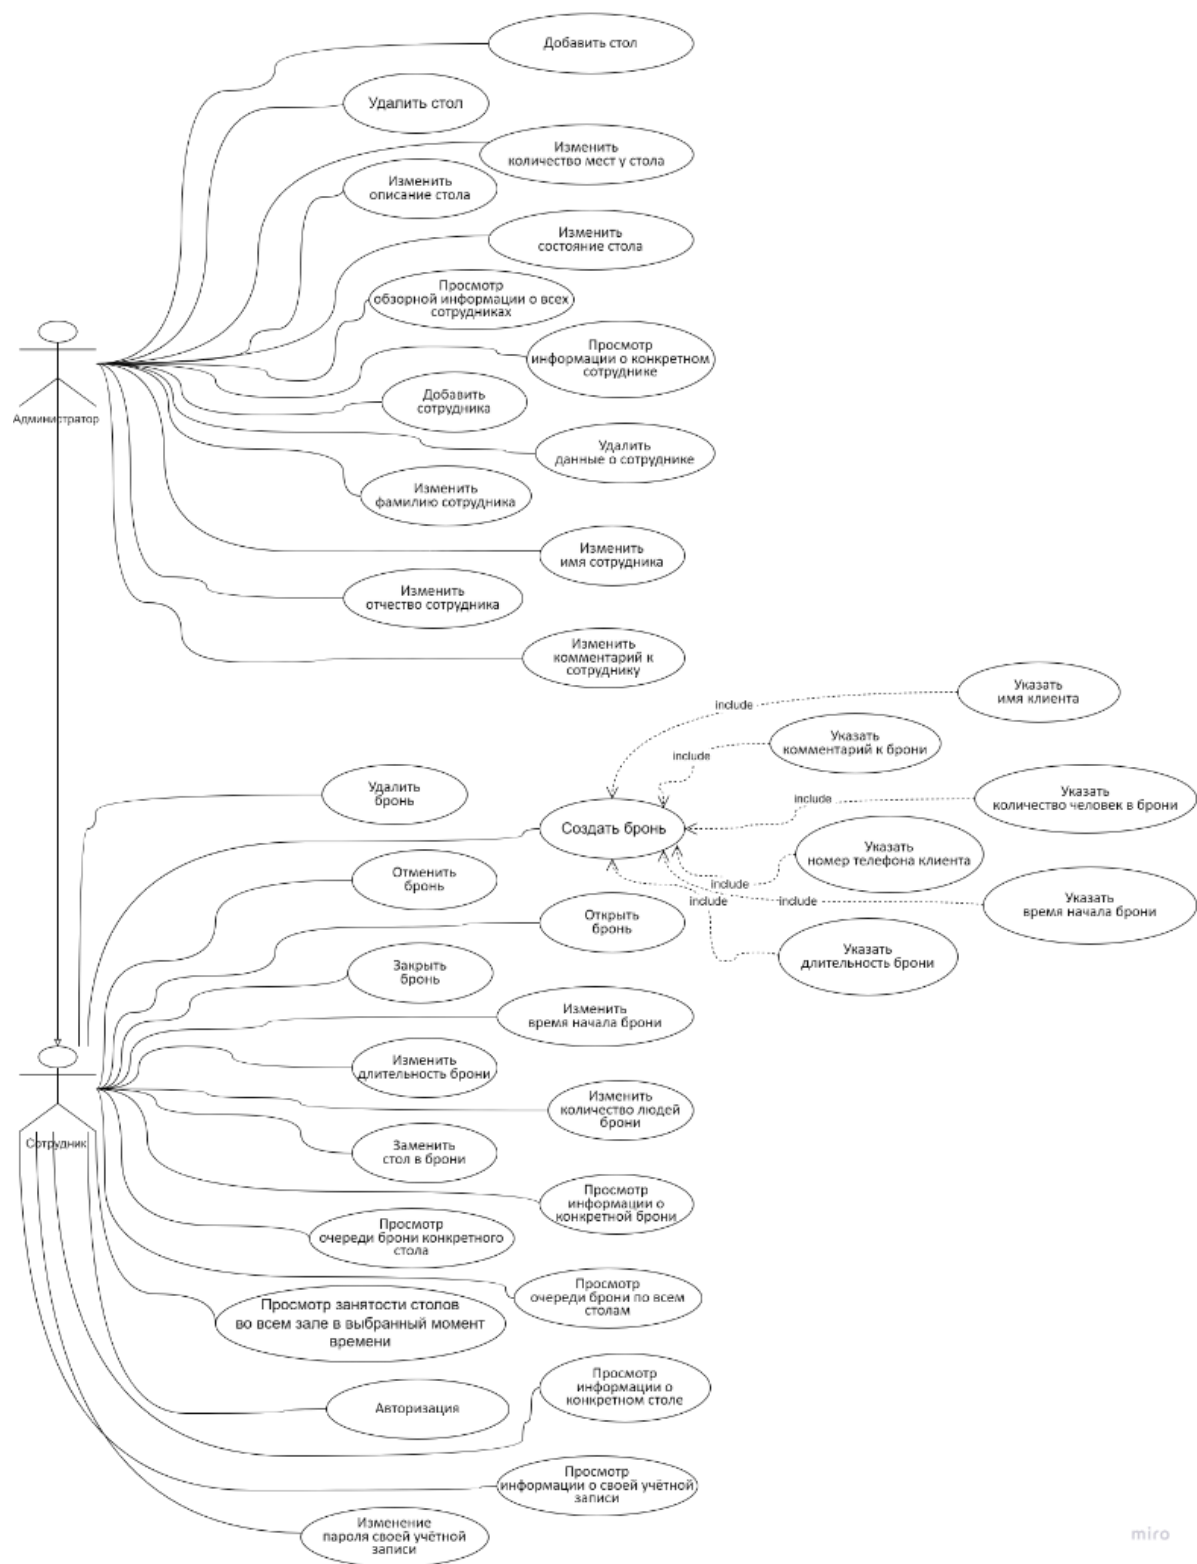 Добавить стол
Удалить стол
Изменить
количество мест у стола
Изменить
описание стола
Изменить
состояние стола
Просмотр
обзорной информации о всех
сотрудниках
Просмотр
информации о конкретном
сотруднике
Администратор
Добавить
сотрудника
Удалить
данные о сотруднике
Изменить
фамилию сотрудника
Изменить
имя сотрудника
Изменить
отчество сотрудника
Изменить
комментарий к
сотруднику
Указать
имя клиента
include
Указать
комментарий к брони
include
Удалить
бронь
Указать
количество человек в брони
include
Создать бронь
Указать
номер телефона клиента
include
Отменить
бронь
Указать
время начала брони
include
include
Открыть
бронь
Указать
длительность брони
Закрыть
бронь
Изменить
время начала брони
Изменить
длительность брони
Изменить
количество людей
брони
Сотрудник
Заменить
стол в брони
Просмотр
информации о
конкретной брони
Просмотр
очереди брони конкретного
стола
Просмотр
очереди брони по всем
столам
Просмотр занятости столов
во всем зале в выбранный момент
времени
Просмотр
информации о
конкретном столе
Авторизация
Просмотр
информации о своей учётной
записи
Изменение
пароля своей учётной
записи
miro